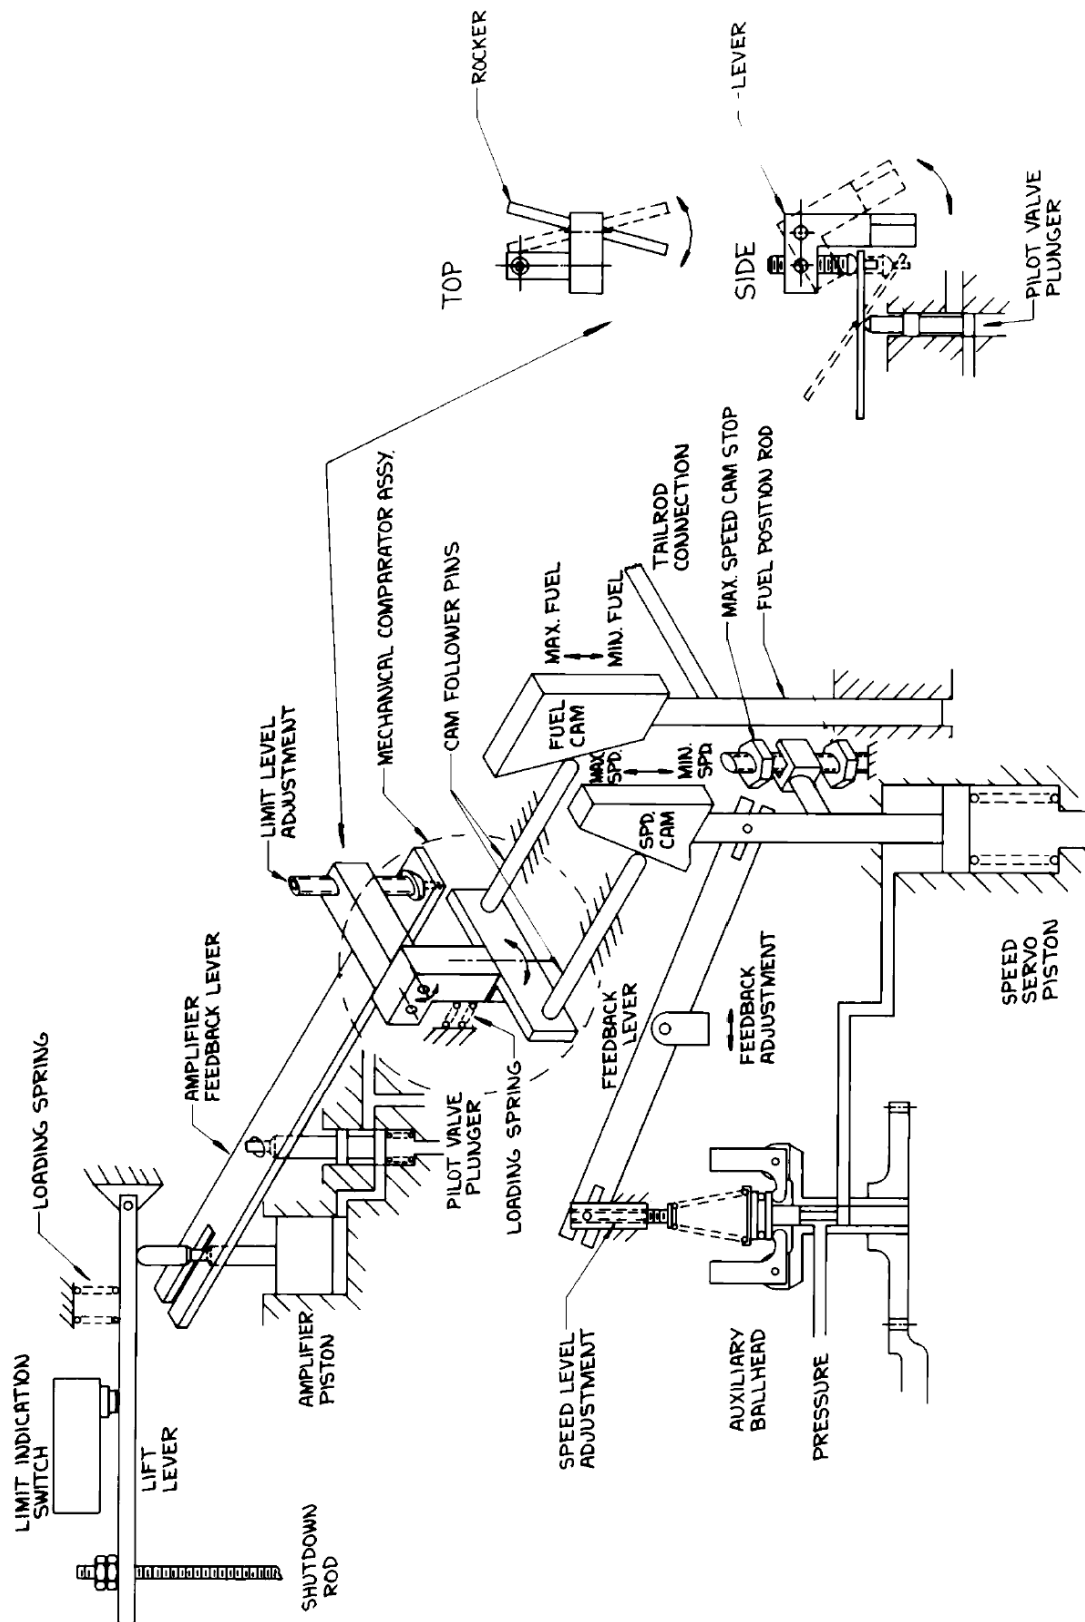 LIMIT INDICATION
SWITCH
LOADING SPRING
LIFT
LEVER
SHUTDOWN
ROD
AMPLIFIER
FEEDBACK LEVER
LIMIT LEVEL
ADJUSTMENT
MECHANICAL COMPARATOR ASSY.
CAM FOLLOWER PINS
AMPLIFIER
PISTON
PILOT VALVE
PLUNGER
LOADING SPRING
FUEL
CAM
MAX. FUEL
MIN. FUEL
TAILROD
CONNECTION
MAX.
SPD.
MIN.
SPD.
SPD.
CAM
MAX. SPEED CAM STOP
FUEL POSITION ROD
FEEDBACK
LEVER
FEEDBACK
ADJUSTMENT
SPEED LEVEL
ADJUSTMENT
AUXILIARY
BALLHEAD
PRESSURE
SPEED
SERVO
PISTON
TOP
ROCKER
SIDE
LEVER
PILOT VALVE
PLUNGER